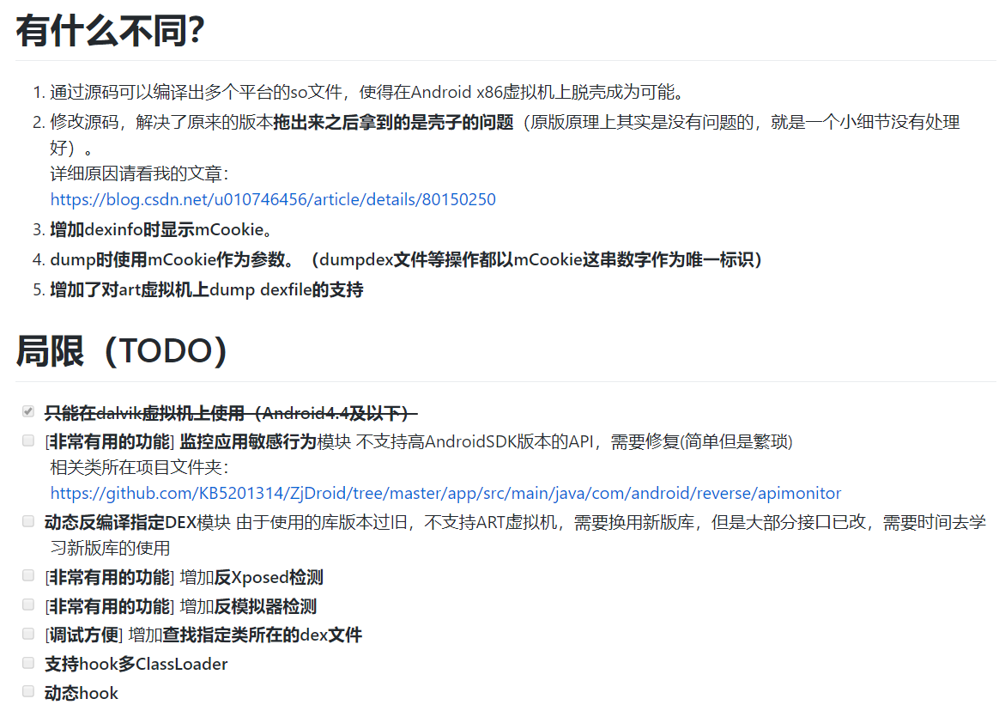 有什么不同?
1. 通过源码可以编译出多个平台的so文件，使得在Android x86虚拟机上脱壳成为可能。
2. 修改源码，解决了原来的版本拖出来之后拿到的是壳子的问题（原版原理上其实是没有问题的，就是一个小细节没有处理
好）。
详细原因请看我的文章：
https://blog.csdn.net/u010746456/article/details/80150250
3. 增加dexinfo时显示mCookie。
4. dump时使用mCookie作为参数。（dumpdex文件等操作都以mCookie这串数字作为唯一标识）
5. 增加了对art虚拟机上dump dexfile的支持
局限（TODO）
只能在dalvik虚拟机上使用（Android4.4及以下）
[非常有用的功能] 监控应用敏感行为模块 不支持高AndroidSDK版本的API，需要修复(简单但是繁琐)
相关类所在项目文件夹：
https://github.com/KB5201314/ZjDroid/tree/master/app/src/main/java/com/android/reverse/apimonitor
动态反编译指定DEX模块 由于使用的库版本过旧，不支持ART虚拟机，需要换用新版库，但是大部分接口已改，需要时间去学
习新版库的使用
[非常有用的功能] 增加反Xposed检测
[非常有用的功能] 增加反模拟器检测
[调试方便] 增加查找指定类所在的dex文件
支持hook多ClassLoader
动态hook